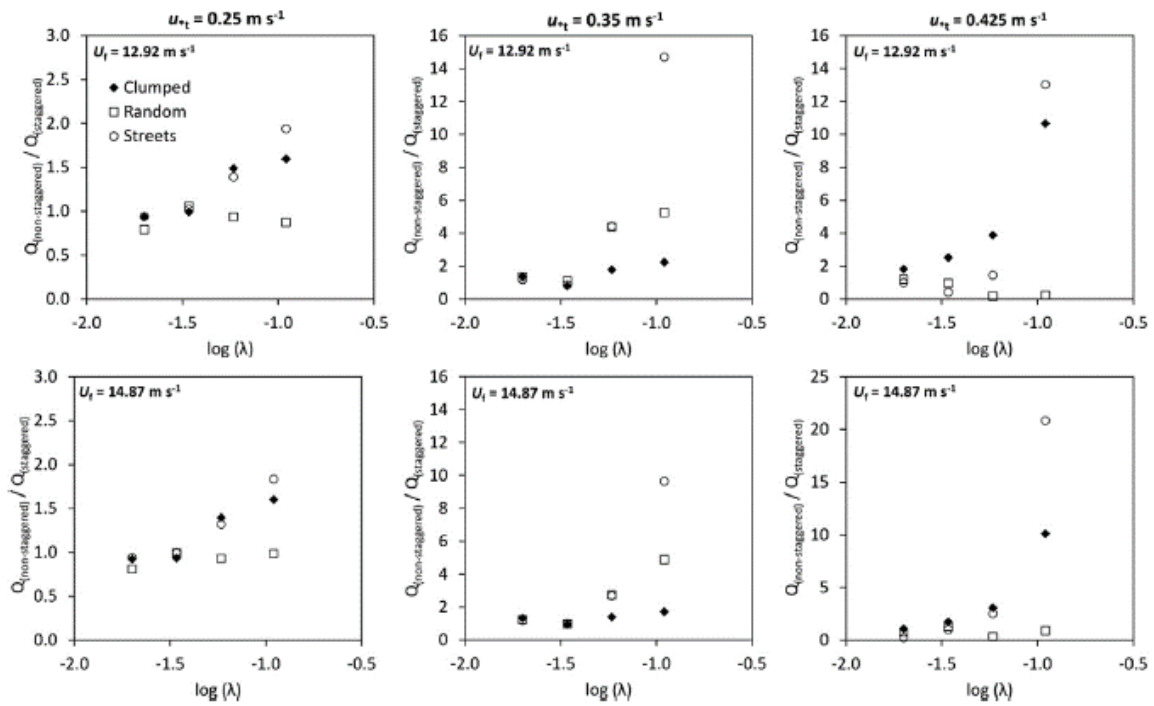 u*t = 0.25 m s-1
u*t = 0.35 m s-1
u*t = 0.425 m s-1
3.0
2.5
2.0
1.5
1.0
0.5
0.0
Q(non-staggered) / Q(staggered)
Uf = 12.92 m s-1
◆ Clumped
□ Random
○ Streets
-2.0 -1.5 -1.0 -0.5
log (λ)
16
14
12
10
8
6
4
2
0
Q(non-staggered) / Q(staggered)
Uf = 12.92 m s-1
-2.0 -1.5 -1.0 -0.5
log (λ)
16
14
12
10
8
6
4
2
0
Q(non-staggered) / Q(staggered)
Uf = 12.92 m s-1
-2.0 -1.5 -1.0 -0.5
log (λ)
3.0
2.5
2.0
1.5
1.0
0.5
0.0
Q(non-staggered) / Q(staggered)
Uf = 14.87 m s-1
-2.0 -1.5 -1.0 -0.5
log (λ)
16
14
12
10
8
6
4
2
0
Q(non-staggered) / Q(staggered)
Uf = 14.87 m s-1
-2.0 -1.5 -1.0 -0.5
log (λ)
25
20
15
10
5
0
Q(non-staggered) / Q(staggered)
Uf = 14.87 m s-1
-2.0 -1.5 -1.0 -0.5
log (λ)